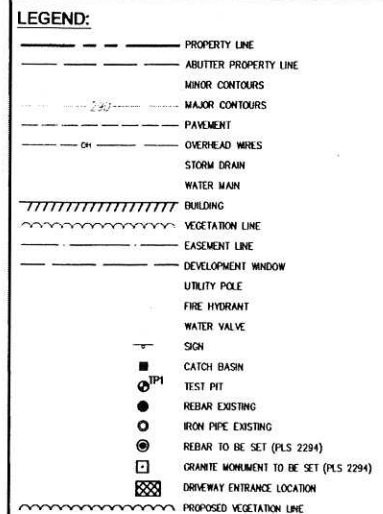 LEGEND:
PROPERTY LINE
ABUTTER PROPERTY LINE
MINOR CONTOURS
290 MAJOR CONTOURS
PAVEMENT
OH OVERHEAD WIRES
STORM DRAIN
WATER MAIN
BUILDING
VEGETATION LINE
EASEMENT LINE
DEVELOPMENT WINDOW
UTILITY POLE
FIRE HYDRANT
WATER VALVE
SIGN
CATCH BASIN
TP1 TEST PIT
REBAR EXISTING
IRON PIPE EXISTING
REBAR TO BE SET (PLS 2294)
GRANITE MONUMENT TO BE SET (PLS 2294)
DRIVEWAY ENTRANCE LOCATION
PROPOSED VEGETATION LINE